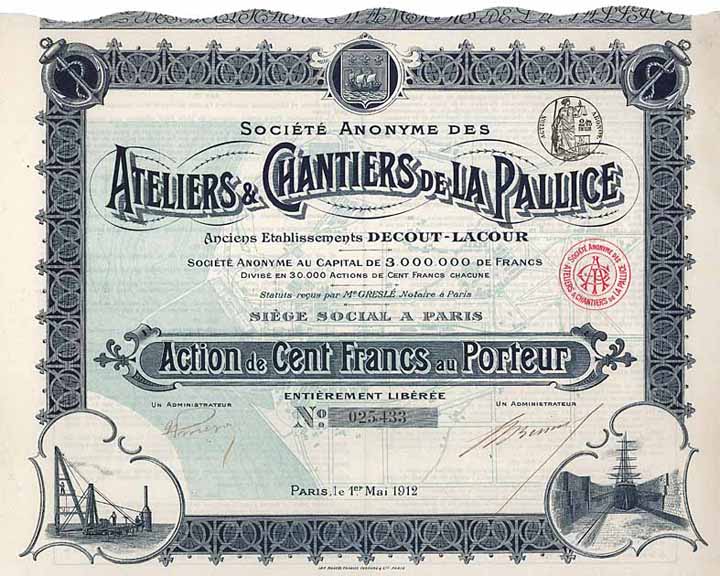 SOCIÉTÉ ANONYME DES
ATELIERS & CHANTIERS DE LA PALLICE
Anciens Etablissements DECOUT-LACOUR
SOCIÉTÉ ANONYME AU CAPITAL DE 3.000.000 DE FRANCS
DIVISÉ EN 30.000 ACTIONS DE CENT FRANCS CHACUNE
Statuts reçus par Me GRESLÉ Notaire à Paris
SIÈGE SOCIAL A PARIS
SOCIÉTÉ ANONYME DES
ATELIERS & CHANTIERS DE LA PALLICE
Action de Cent Francs au Porteur
ENTIÈREMENT LIBÉRÉE
UN ADMINISTRATEUR
UN ADMINISTRATEUR
No. 025433
PARIS, le 1er Mai 1912